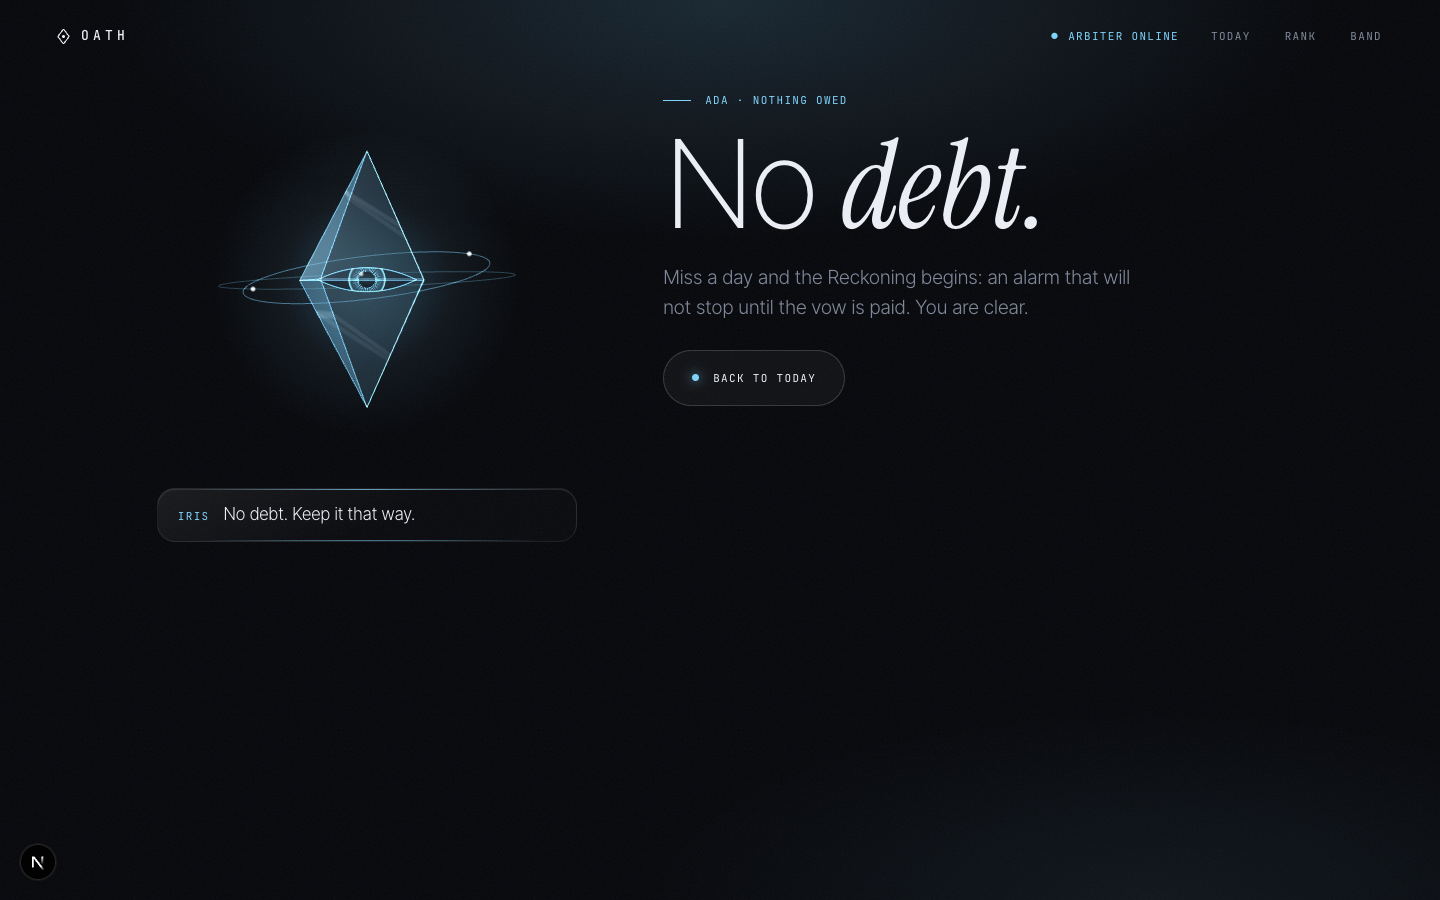 OATH
ARBITER ONLINE
TODAY
RANK
BAND
ADA · NOTHING OWED
No debt.
Miss a day and the Reckoning begins: an alarm that will
not stop until the vow is paid. You are clear.
BACK TO TODAY
IRIS No debt. Keep it that way.
N